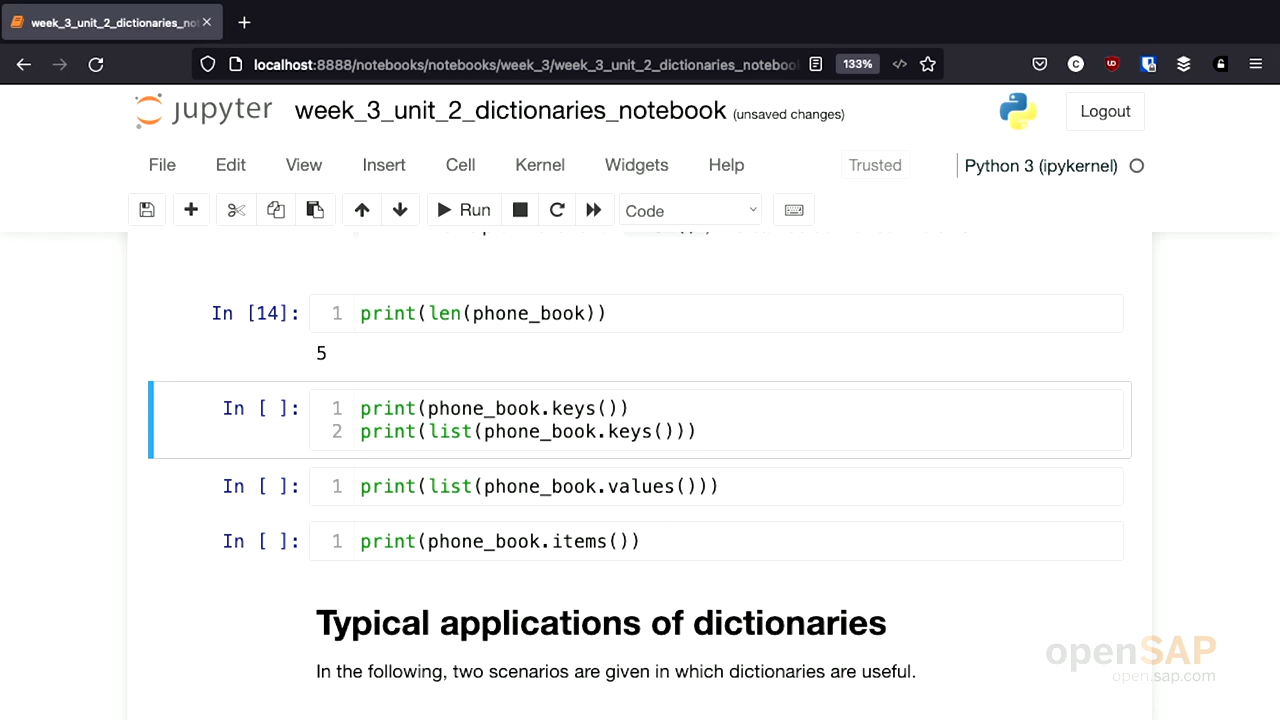 week_3_unit_2_dictionaries_no
localhost:8888/notebooks/notebooks/week_3/week_3_unit_2_dictionaries_noteboo
133%
jupyter week_3_unit_2_dictionaries_notebook (unsaved changes)
Logout
File Edit View Insert Cell Kernel Widgets Help
Trusted
Python 3 (ipykernel)
Run
Code
In [14]: 1 print(len(phone_book))
5
In [ ]: 1 print(phone_book.keys())
2 print(list(phone_book.keys()))
In [ ]: 1 print(list(phone_book.values()))
In [ ]: 1 print(phone_book.items())
Typical applications of dictionaries
In the following, two scenarios are given in which dictionaries are useful.
openSAP
open.sap.com